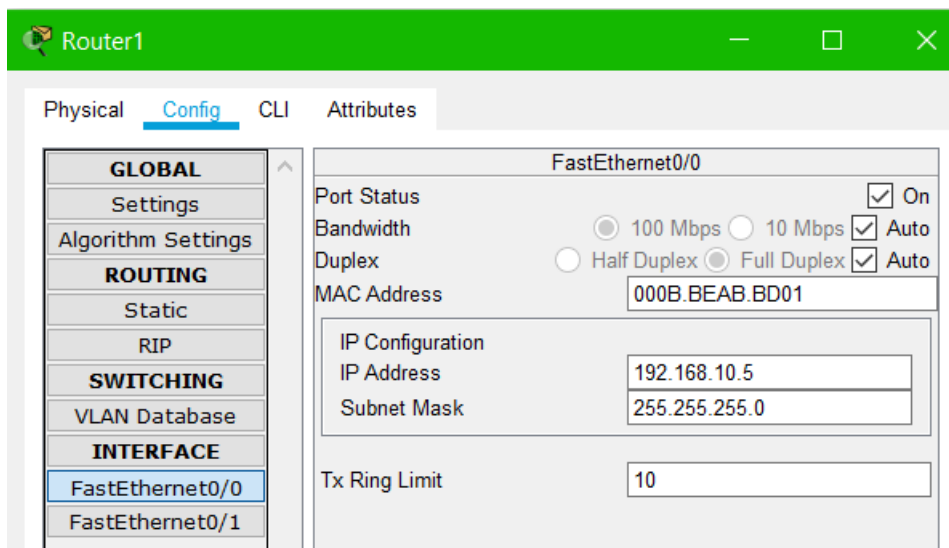 Router1
Physical Config CLI Attributes
GLOBAL
Settings
Algorithm Settings
ROUTING
Static
RIP
SWITCHING
VLAN Database
INTERFACE
FastEthernet0/0
FastEthernet0/1
FastEthernet0/0
Port Status On
Bandwidth 100 Mbps 10 Mbps Auto
Duplex Half Duplex Full Duplex Auto
MAC Address 000B.BEAB.BD01
IP Configuration
IP Address 192.168.10.5
Subnet Mask 255.255.255.0
Tx Ring Limit 10